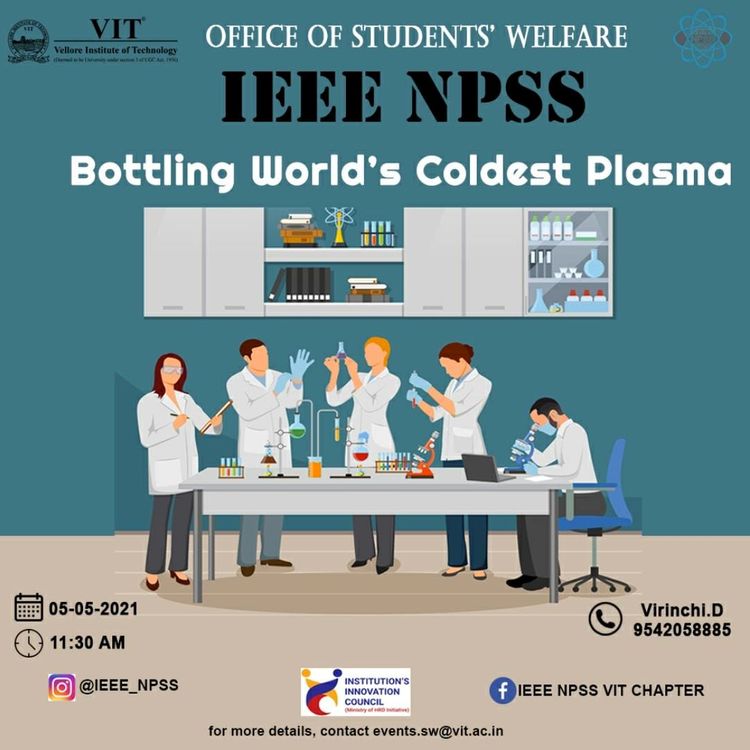 VIT®
Vellore Institute of Technology
(Deemed to be University under section 3 of UGC Act, 1956)
OFFICE OF STUDENTS' WELFARE
IEEE NPSS
Bottling World's Coldest Plasma
05-05-2021
11:30 AM
Virinchi.D
9542058885
@IEEE_NPSS
INSTITUTION'S
INNOVATION
COUNCIL
(Ministry of HRD Initiative)
IEEE NPSS VIT CHAPTER
for more details, contact events.sw@vit.ac.in